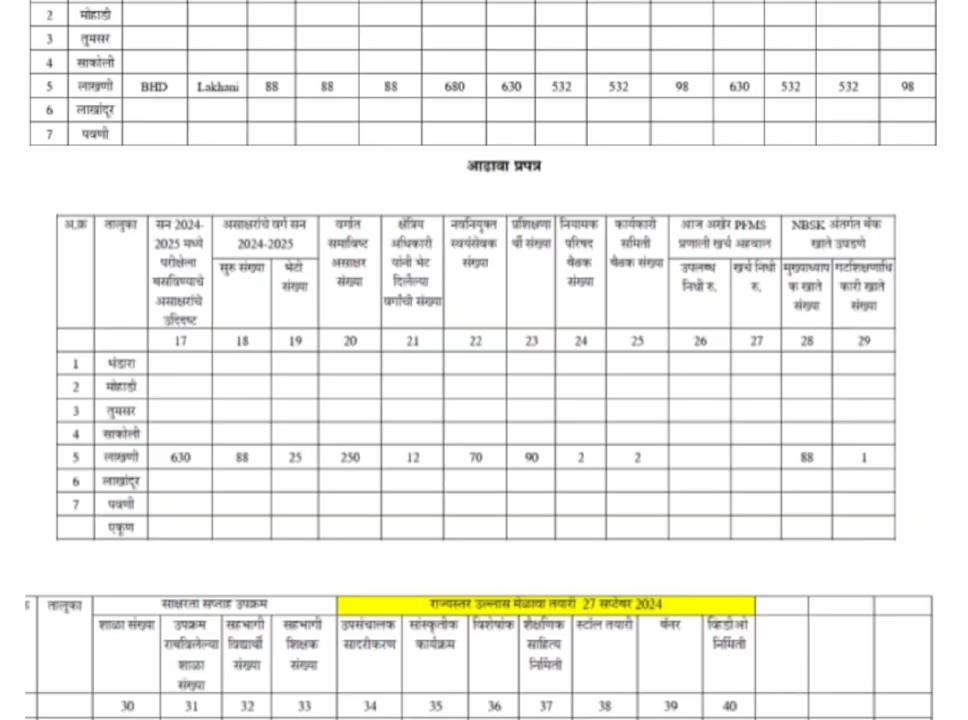 2 मोहाडी
3 तुमसर
4 साकोली
5 लाखणी BHD Lakhani 88 88 88 680 630 532 532 98 630 532 532 98
6 लाखांदूर
7 पवणी
आढावा प्रपत्र
अ.क्र तालुका सन 2024- असाक्षरांचे वर्ग सन वर्गात क्षेत्रिय नवनियुक्त प्रशिक्षणा नियामक कार्यकारी आज अखेर PFMS NBSK अंतर्गत बँक
2025 मध्ये 2024-2025 समाविष्ट अधिकारी स्वयंसेवक र्थी संख्या परिषद समिती प्रणाली खर्च अहवाल खाते उघडणे
परीक्षेला सुरु संख्या भेटी असाक्षर यांनी भेट संख्या बैठक बैठक संख्या उपलब्ध खर्च निधी मुख्याध्याप गटशिक्षणाधि
बसविण्याचे संख्या संख्या दिलेल्या संख्या निधी रु. रु. क खाते कारी खाते
असाक्षरांचे वर्गांची संख्या संख्या संख्या
उद्दिष्ट
17 18 19 20 21 22 23 24 25 26 27 28 29
1 भंडारा
2 मोहाडी
3 तुमसर
4 साकोली
5 लाखणी 630 88 25 250 12 70 90 2 2 88 1
6 लाखांदूर
7 पवणी
एकूण
तालुका साक्षरता सप्ताह उपक्रम राज्यस्तर उल्लास मेळावा तयारी 27 सप्टेंबर 2024
शाळा संख्या उपक्रम सहभागी सहभागी उपसंचालक सांस्कृतीक विशेषांक शैक्षणिक स्टॉल तयारी बॅनर व्हिडीओ
राबविलेल्या विद्यार्थी शिक्षक सादरीकरण कार्यक्रम साहित्य निर्मिती
शाळा संख्या संख्या निर्मिती
संख्या
30 31 32 33 34 35 36 37 38 39 40